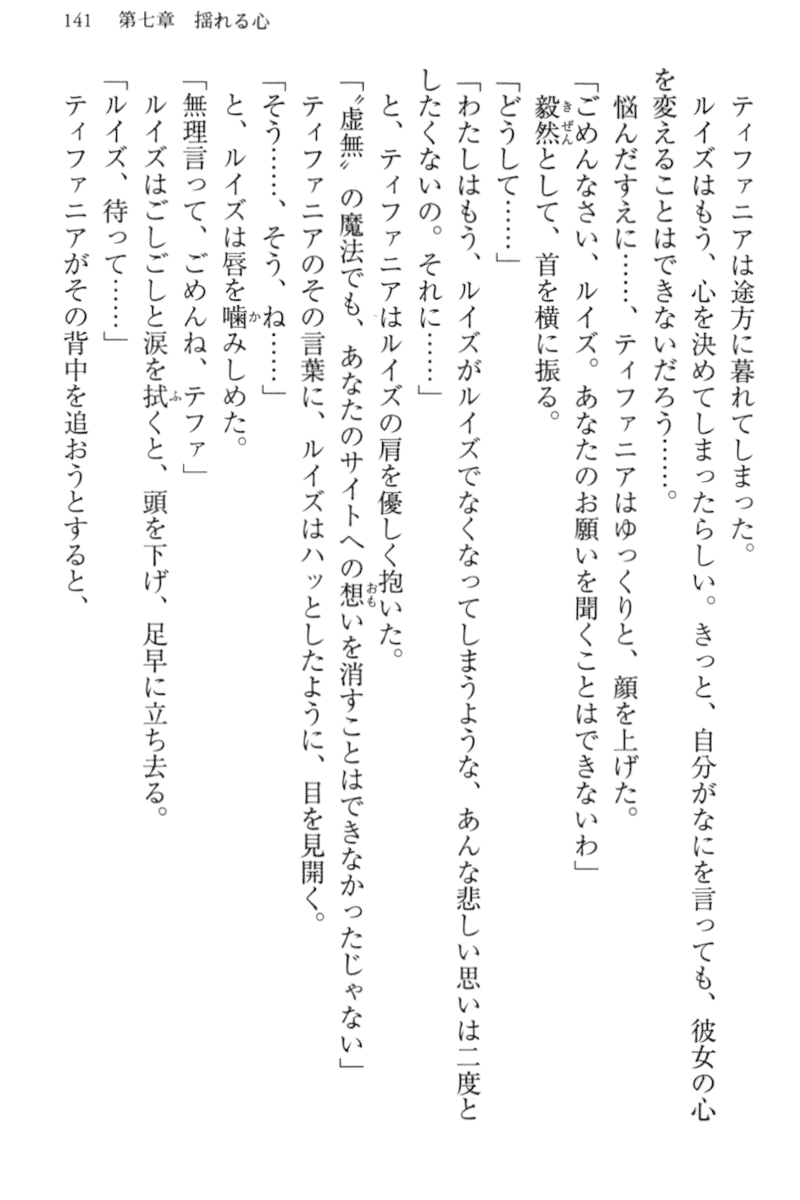 141　第七章　揺れる心
ティファニアは途方に暮れてしまった。
ルイズはもう、心を決めてしまったらしい。きっと、自分がなにを言っても、彼女の心
を変えることはできないだろう……。
悩んだすえに……、ティファニアはゆっくりと、顔を上げた。
「ごめんなさい、ルイズ。あなたのお願いを聞くことはできないわ」
毅然として、首を横に振る。
「どうして……」
「わたしはもう、ルイズがルイズでなくなってしまうような、あんな悲しい思いは二度と
したくないの。それに……」
と、ティファニアはルイズの肩を優しく抱いた。
「〝虚無〟の魔法でも、あなたのサイトへの想いを消すことはできなかったじゃない」
ティファニアのその言葉に、ルイズはハッとしたように、目を見開く。
「そう……、そう、ね……」
と、ルイズは唇を噛みしめた。
「無理言って、ごめんね、テファ」
ルイズはごしごしと涙を拭くと、頭を下げ、足早に立ち去る。
「ルイズ、待って……」
ティファニアがその背中を追おうとすると、